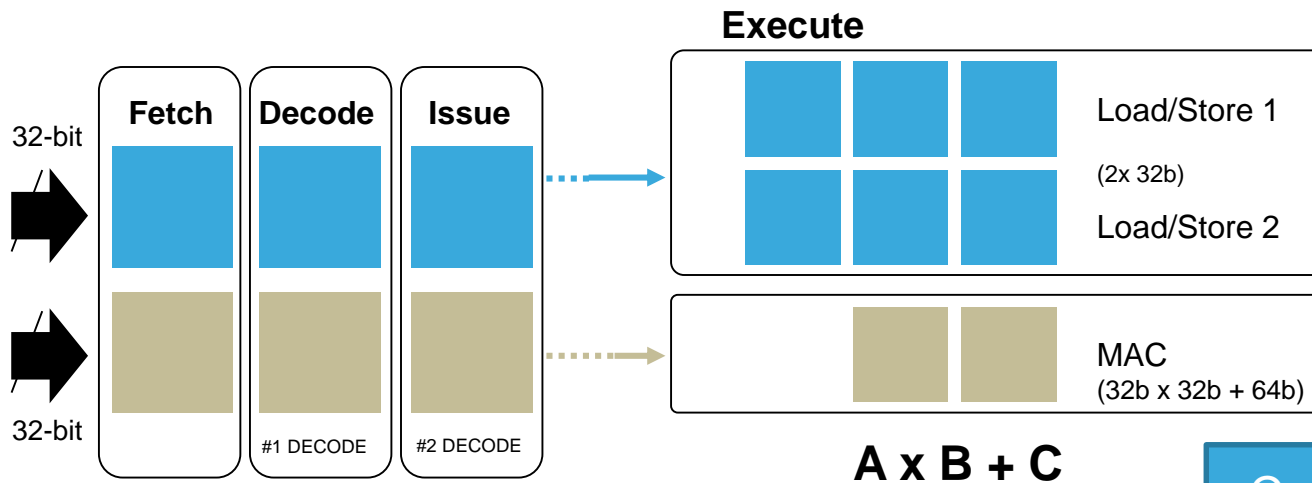 Execute
Fetch
Decode
Issue
32-bit
32-bit
#1 DECODE
#2 DECODE
Load/Store 1
(2x 32b)
Load/Store 2
MAC
(32b x 32b + 64b)
A x B + C